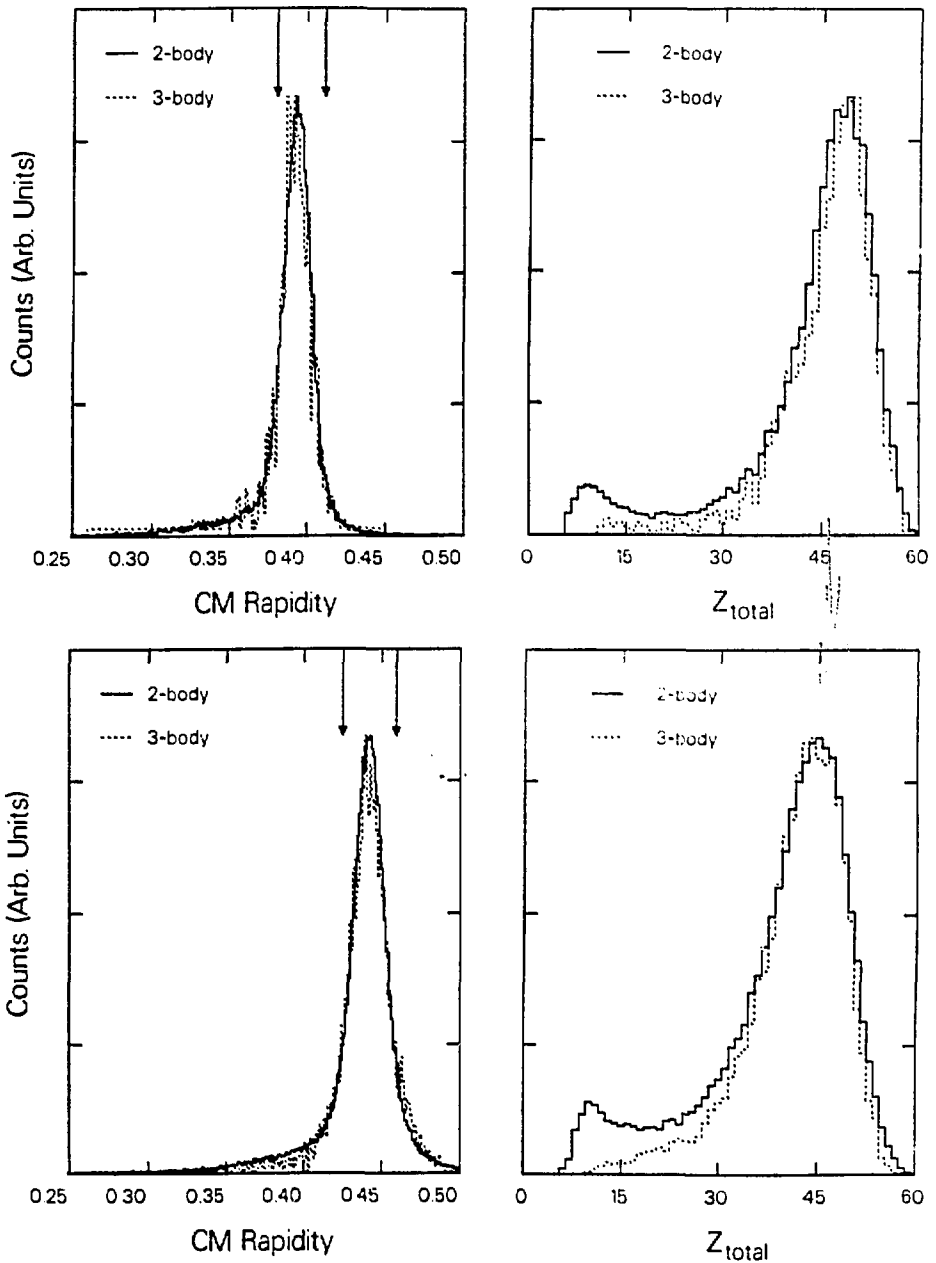 2-body
3-body
Counts (Arb. Units)
0.25
0.30
0.35
0.40
0.45
0.50
CM Rapidity
2-body
3-body
0
15
30
45
60
Z_total
2-body
3-body
Counts (Arb. Units)
0.25
0.30
0.35
0.40
0.45
0.50
CM Rapidity
2-body
3-body
0
15
30
45
60
Z_total